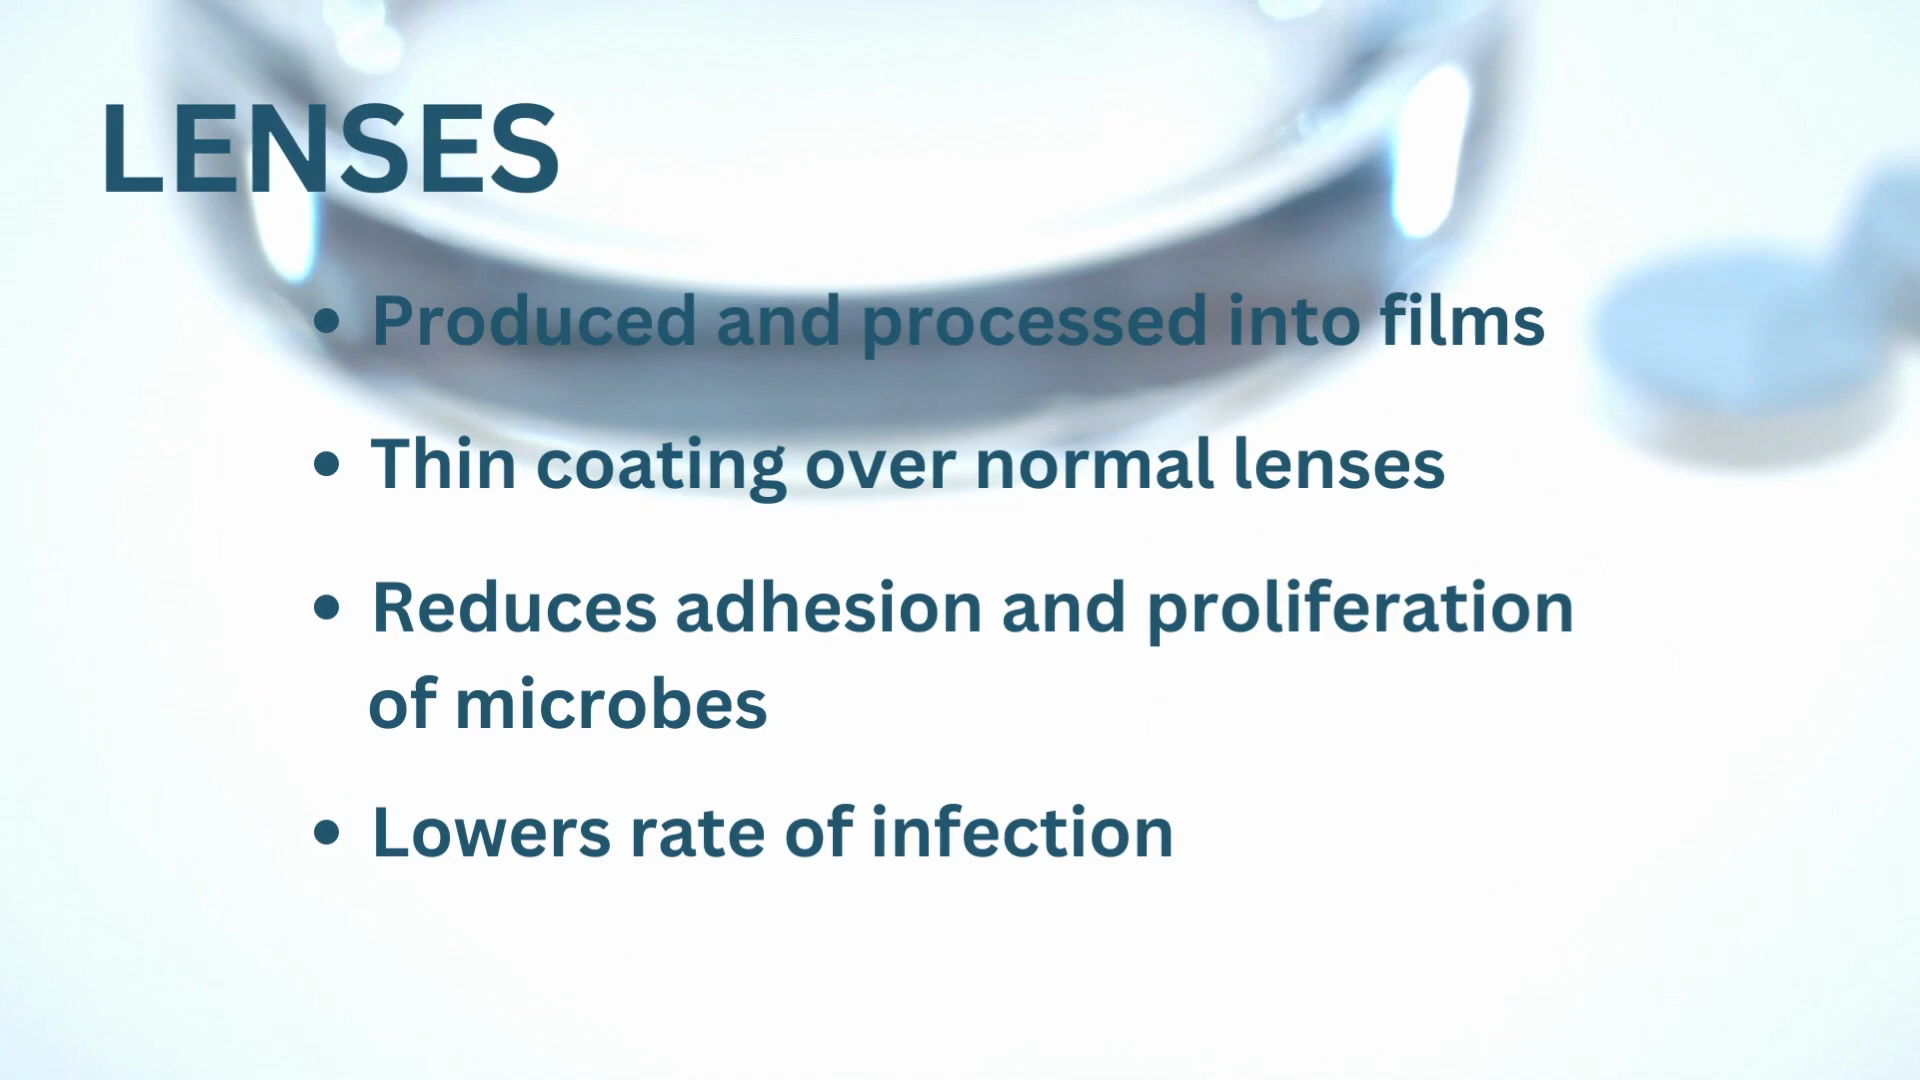 LENSES
• Produced and processed into films
• Thin coating over normal lenses
• Reduces adhesion and proliferation
of microbes
• Lowers rate of infection